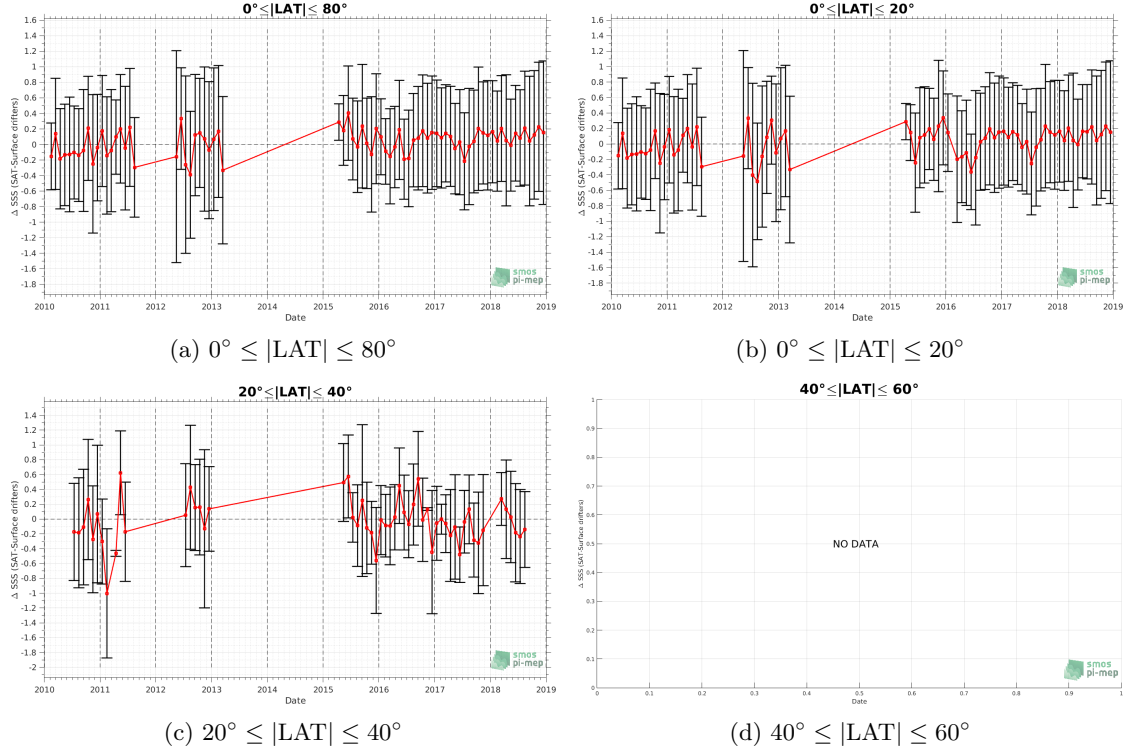 0°≤|LAT|≤ 80°
Δ SSS (SAT-Surface drifters)
1.6
1.4
1.2
1
0.8
0.6
0.4
0.2
0
-0.2
-0.4
-0.6
-0.8
-1
-1.2
-1.4
-1.6
-1.8
2010 2011 2012 2013 2014 2015 2016 2017 2018 2019
Date
smos
pi-mep
(a) 0° ≤ |LAT| ≤ 80°
0°≤|LAT|≤ 20°
Δ SSS (SAT-Surface drifters)
1.6
1.4
1.2
1
0.8
0.6
0.4
0.2
0
-0.2
-0.4
-0.6
-0.8
-1
-1.2
-1.4
-1.6
-1.8
2010 2011 2012 2013 2014 2015 2016 2017 2018 2019
Date
smos
pi-mep
(b) 0° ≤ |LAT| ≤ 20°
20°≤|LAT|≤ 40°
Δ SSS (SAT-Surface drifters)
1.4
1.2
1
0.8
0.6
0.4
0.2
0
-0.2
-0.4
-0.6
-0.8
-1
-1.2
-1.4
-1.6
-1.8
-2
2010 2011 2012 2013 2014 2015 2016 2017 2018 2019
Date
smos
pi-mep
(c) 20° ≤ |LAT| ≤ 40°
40°≤|LAT|≤ 60°
Δ SSS (SAT-Surface drifters)
1
0.9
0.8
0.7
0.6
0.5
0.4
0.3
0.2
0.1
0
NO DATA
0 0.1 0.2 0.3 0.4 0.5 0.6 0.7 0.8 0.9 1
Date
smos
pi-mep
(d) 40° ≤ |LAT| ≤ 60°